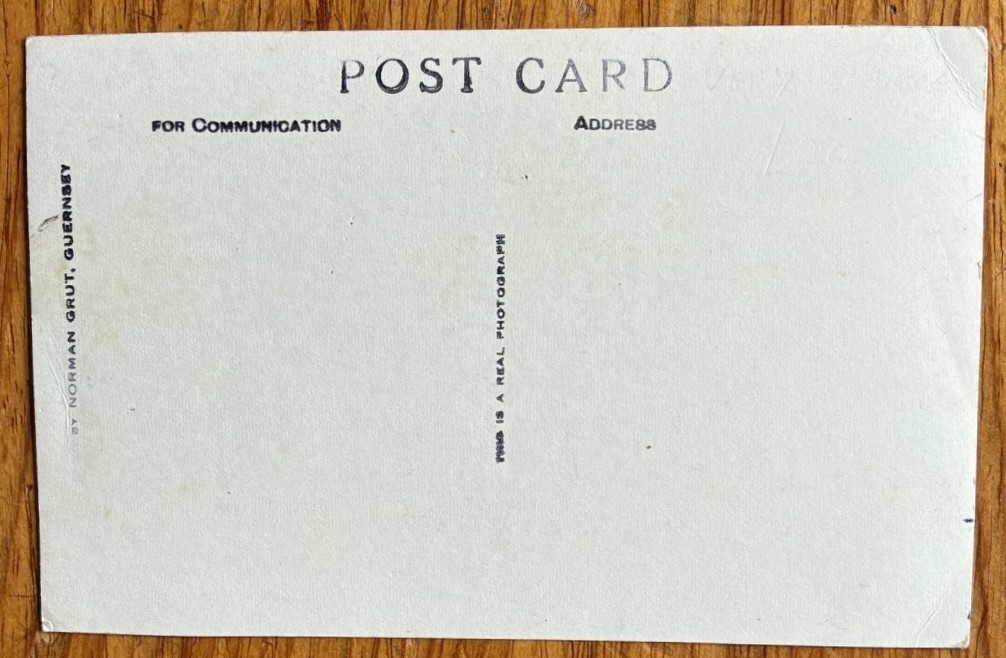 POST CARD
FOR COMMUNICATION
ADDRESS
BY NORMAN GRUT, GUERNSEY
THIS IS A REAL PHOTOGRAPH